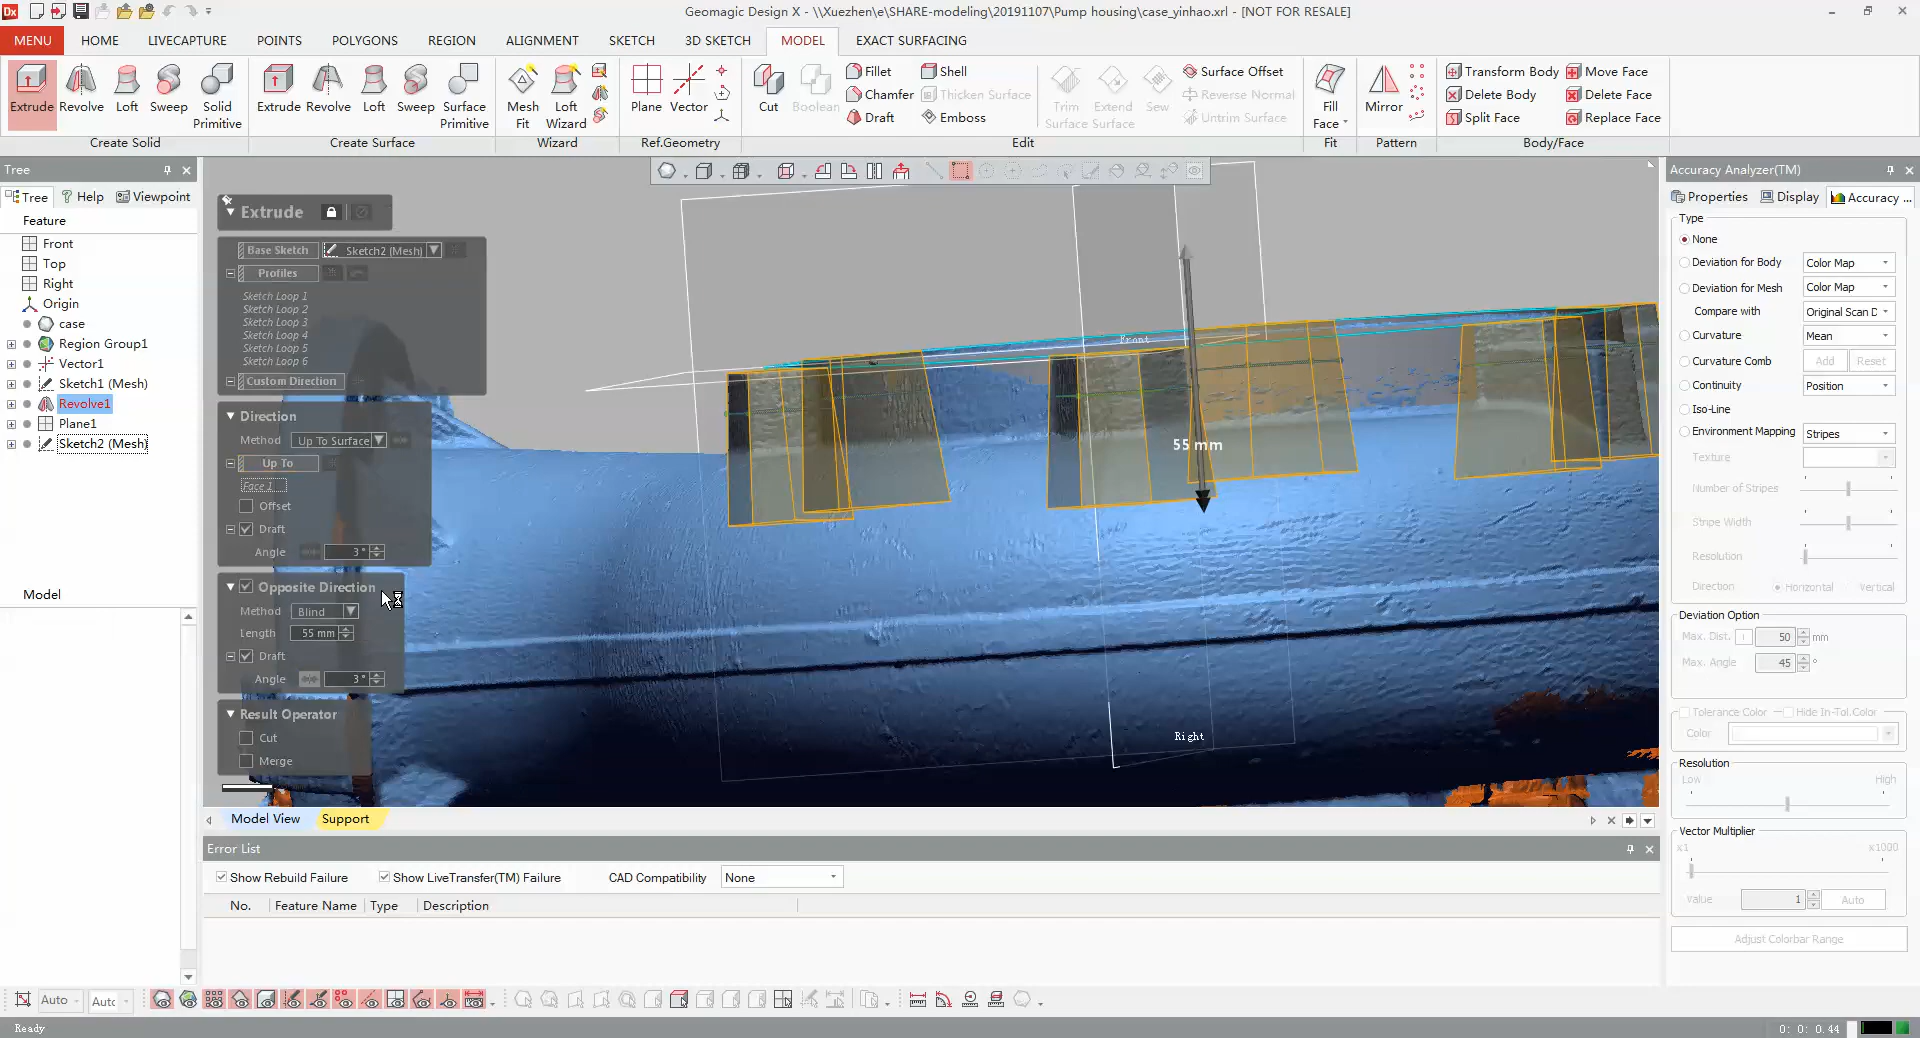 Geomagic Design X - \\Xuezhen\e\SHARE-modeling\20191107\Pump housing\case_yinhao.xrl - [NOT FOR RESALE]
MENU HOME LIVECAPTURE POINTS POLYGONS REGION ALIGNMENT SKETCH 3D SKETCH MODEL EXACT SURFACING
Extrude Revolve Loft Sweep Solid Primitive
Create Solid
Extrude Revolve Loft Sweep Surface Primitive
Create Surface
Mesh Fit Loft Wizard
Wizard
Plane Vector
Ref.Geometry
Cut Boolean
Fillet Shell
Chamfer Thicken Surface
Draft Emboss
Trim Surface Extend Surface Sew
Surface Offset
Reverse Normal
Untrim Surface
Edit
Fill Face
Fit
Mirror
Pattern
Transform Body Move Face
Delete Body Delete Face
Split Face Replace Face
Body/Face
Tree
Tree Help Viewpoint
Feature
Front
Top
Right
Origin
case
Region Group1
Vector1
Sketch1 (Mesh)
Revolve1
Plane1
Sketch2 (Mesh)
Model
Extrude
Base Sketch Sketch2 (Mesh)
Profiles
Sketch Loop 1
Sketch Loop 2
Sketch Loop 3
Sketch Loop 4
Sketch Loop 5
Sketch Loop 6
Custom Direction
Direction
Method Up To Surface
Up To
Face 1
Offset
Draft
Angle 3 °
Opposite Direction
Method Blind
Length 55 mm
Draft
Angle 3 °
Result Operator
Cut
Merge
Front
55 mm
Right
Model View Support
Error List
Show Rebuild Failure Show LiveTransfer(TM) Failure CAD Compatibility None
No. Feature Name Type Description
Accuracy Analyzer(TM)
Properties Display Accuracy ...
Type
None
Deviation for Body Color Map
Deviation for Mesh Color Map
Compare with Original Scan D
Curvature Mean
Curvature Comb Add Reset
Continuity Position
Iso-Line
Environment Mapping Stripes
Texture
Number of Stripes
Stripe Width
Resolution
Direction Horizontal Vertical
Deviation Option
Max. Dist. 50 mm
Max. Angle 45 °
Tolerance Color Hide In-Tol.Color
Color
Resolution
Low High
Vector Multiplier
x1 x1000
Value 1 Auto
Adjust Colorbar Range
Auto Autc
Ready
0: 0: 0.44